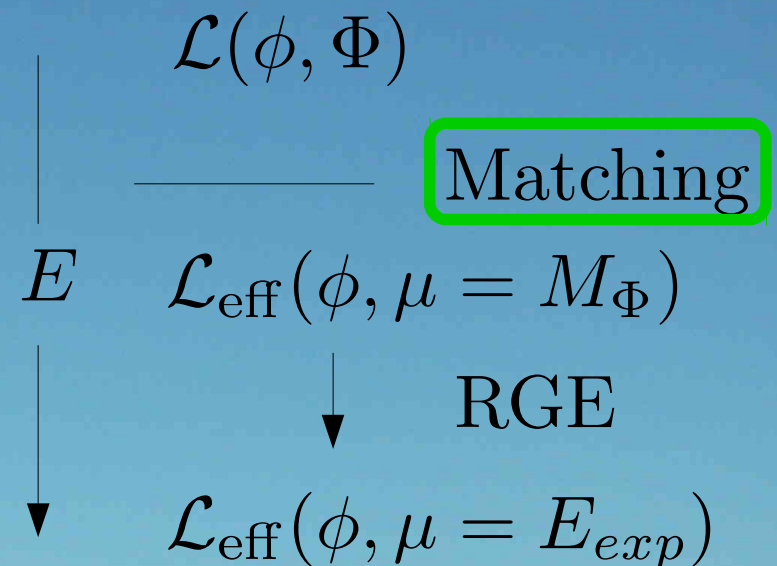 ℒ(ϕ, Φ)
Matching
E
ℒ_eff(ϕ, μ = M_Φ)
RGE
ℒ_eff(ϕ, μ = E_exp)